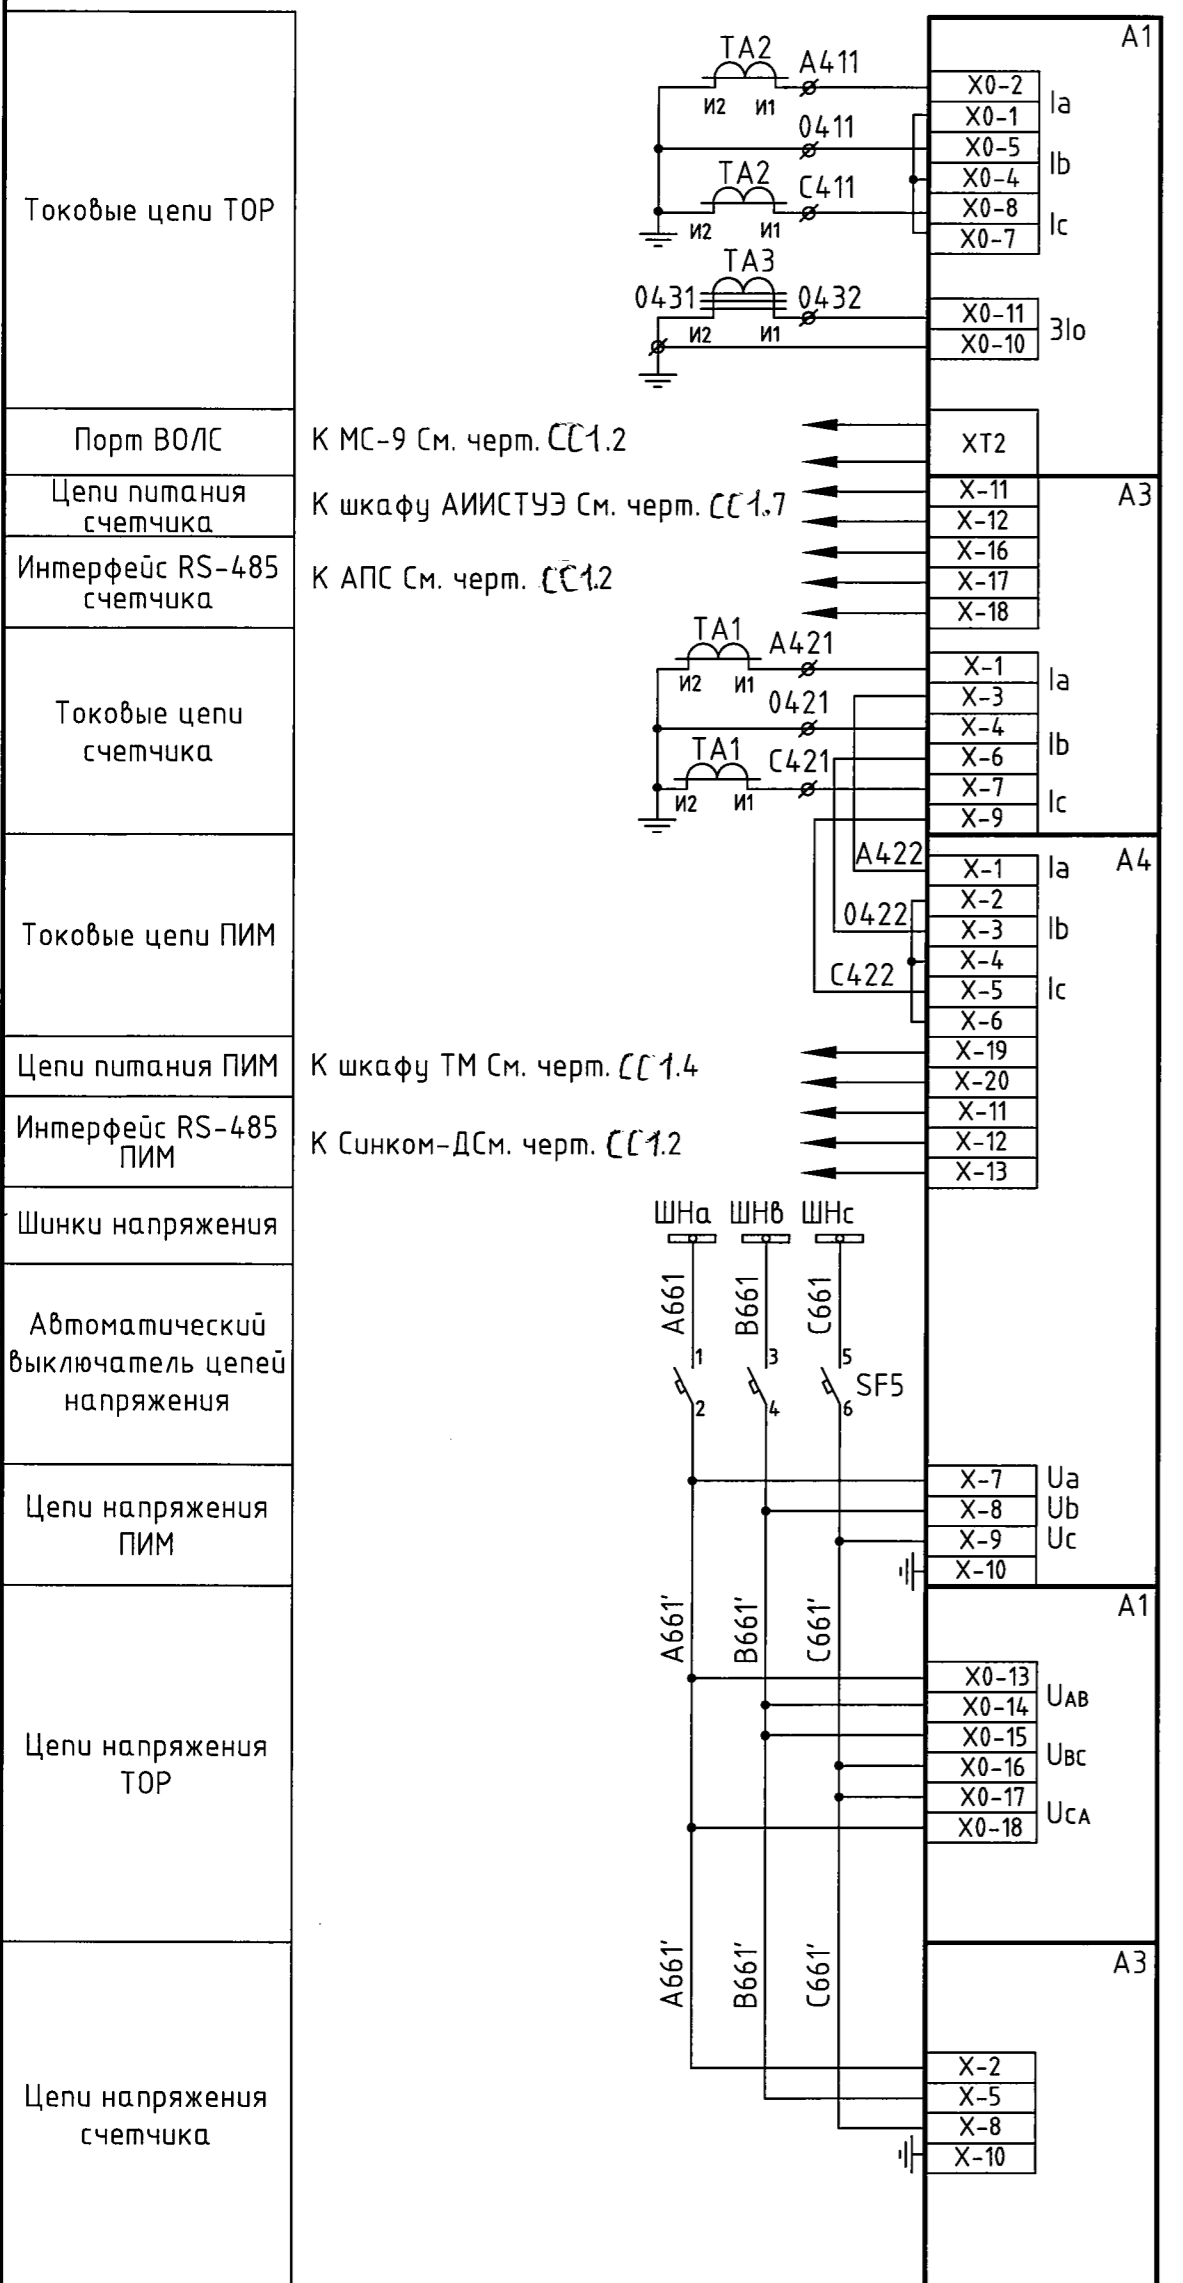 A1
TA2
A411
И2
И1
X0-2
Ia
X0-1
0411
X0-5
Ib
X0-4
TA2
C411
И2
И1
X0-8
Ic
X0-7
Токовые цепи ТОР
TA3
0431
0432
И2
И1
X0-11
3Io
X0-10
Порт ВОЛС
К МС-9 См. черт. СС1.2
XT2
Цепи питания
счетчика
К шкафу АИИСТУЭ См. черт. СС1.7
A3
X-11
X-12
Интерфейс RS-485
счетчика
К АПС См. черт. СС1.2
X-16
X-17
X-18
Токовые цепи
счетчика
TA1
A421
И2
И1
X-1
Ia
X-3
0421
X-4
Ib
X-6
TA1
C421
И2
И1
X-7
Ic
X-9
A4
Токовые цепи ПИМ
A422
X-1
Ia
X-2
0422
X-3
Ib
X-4
C422
X-5
Ic
X-6
Цепи питания ПИМ
К шкафу ТМ См. черт. СС1.4
X-19
X-20
Интерфейс RS-485
ПИМ
К Синком-ДСм. черт. СС1.2
X-11
X-12
X-13
Шинки напряжения
ШНа
ШНв
ШНс
A661
B661
C661
Автоматический
выключатель цепей
напряжения
1
3
5
SF5
2
4
6
Цепи напряжения
ПИМ
X-7
Ua
X-8
Ub
X-9
Uc
X-10
A1
A661'
B661'
C661'
Цепи напряжения
ТОР
X0-13
UAB
X0-14
X0-15
UBC
X0-16
X0-17
UCA
X0-18
A3
A661'
B661'
C661'
Цепи напряжения
счетчика
X-2
X-5
X-8
X-10